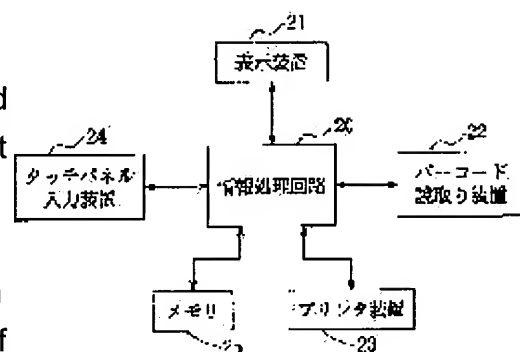 21
表示装置
d
20
24
22
t
タッチパネル
入力装置
情報処理回路
バーコード
読取り装置
メモリ
プリンタ装置
f
23